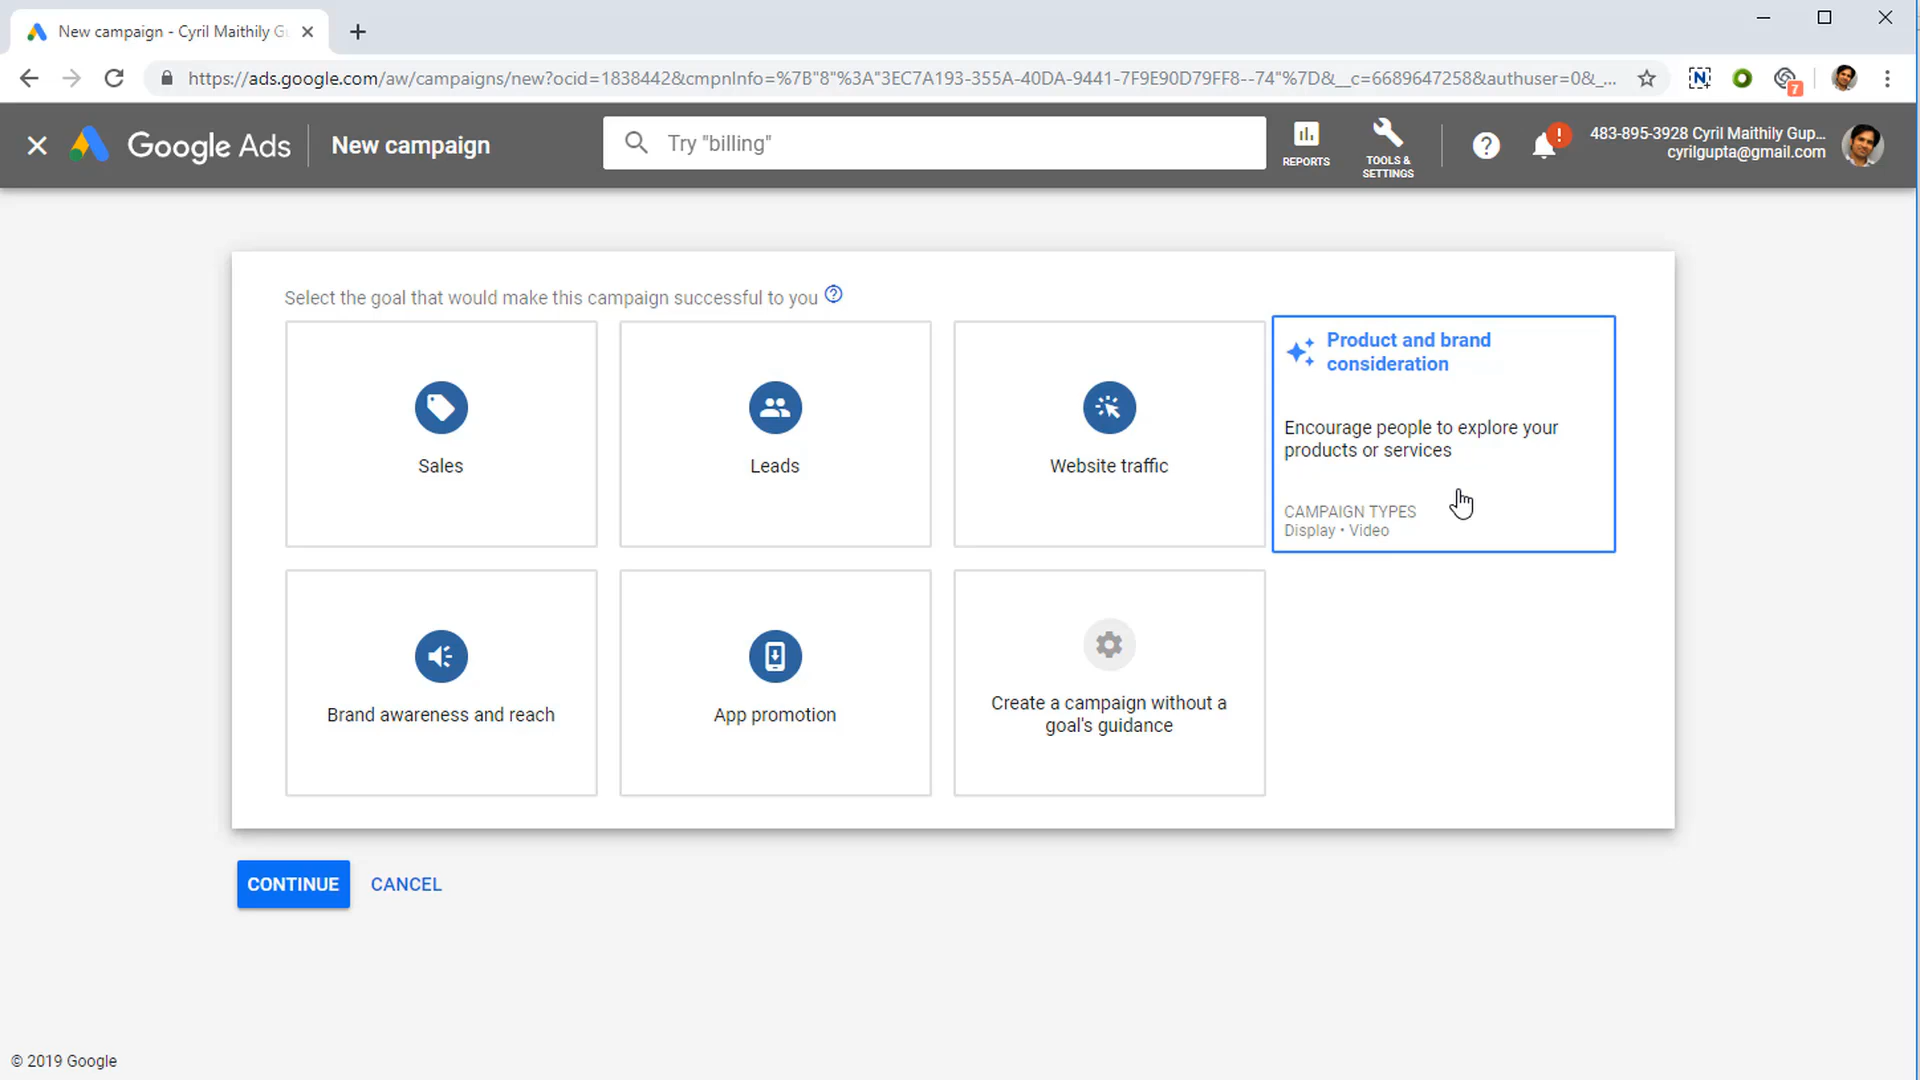 New campaign - Cyril Maithily G
https://ads.google.com/aw/campaigns/new?ocid=1838442&cmpnInfo=%7B"8"%3A"3EC7A193-355A-40DA-9441-7F9E90D79FF8--74"%7D&__c=6689647258&authuser=0&_...
N
7
Google Ads
New campaign
Try "billing"
REPORTS
TOOLS &
SETTINGS
?
!
483-895-3928 Cyril Maithily Gup...
cyrilgupta@gmail.com
Select the goal that would make this campaign successful to you ?
Sales
Leads
Website traffic
Product and brand
consideration
Encourage people to explore your
products or services
CAMPAIGN TYPES
Display • Video
Brand awareness and reach
App promotion
Create a campaign without a
goal's guidance
CONTINUE
CANCEL
© 2019 Google